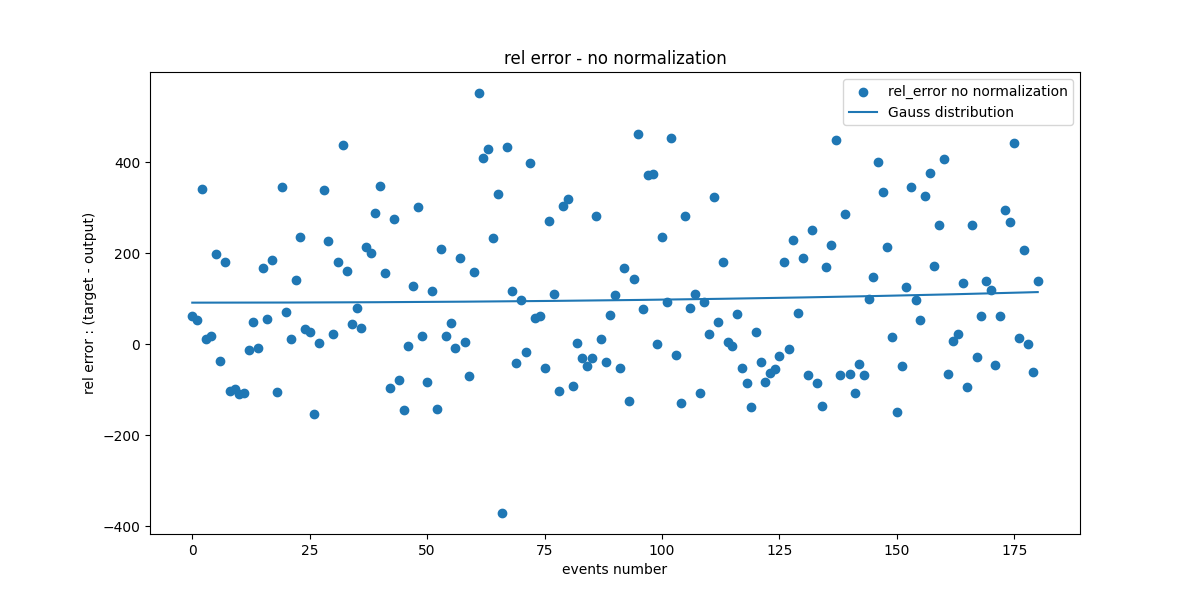 rel error - no normalization
rel_error no normalization
Gauss distribution
rel error : (target - output)
400
200
0
−200
−400
0 25 50 75 100 125 150 175
events number